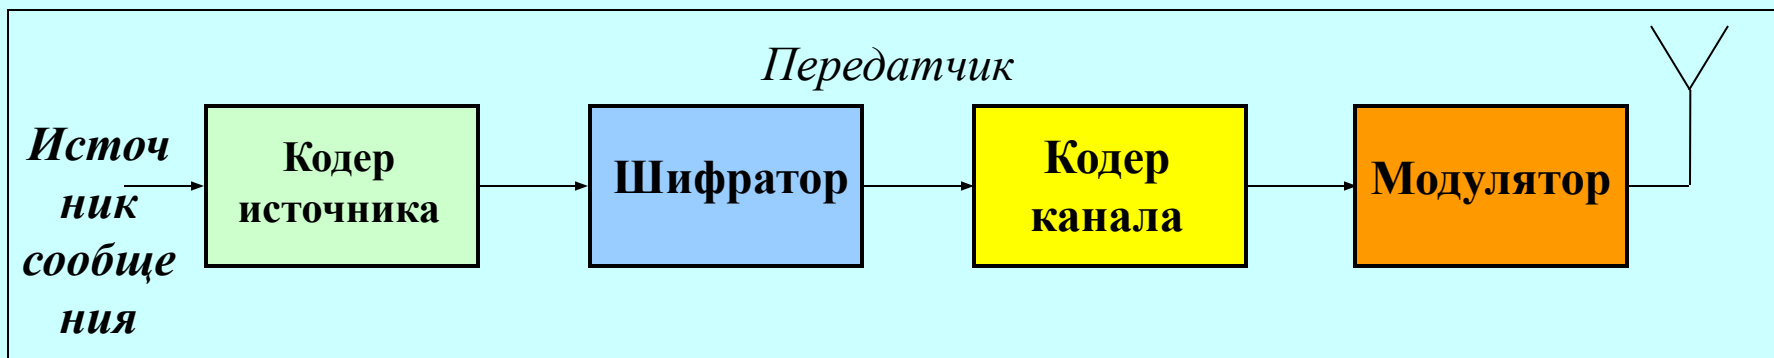 Передатчик
Источ
ник
сообще
ния
Кодер
источника
Шифратор
Кодер
канала
Модулятор